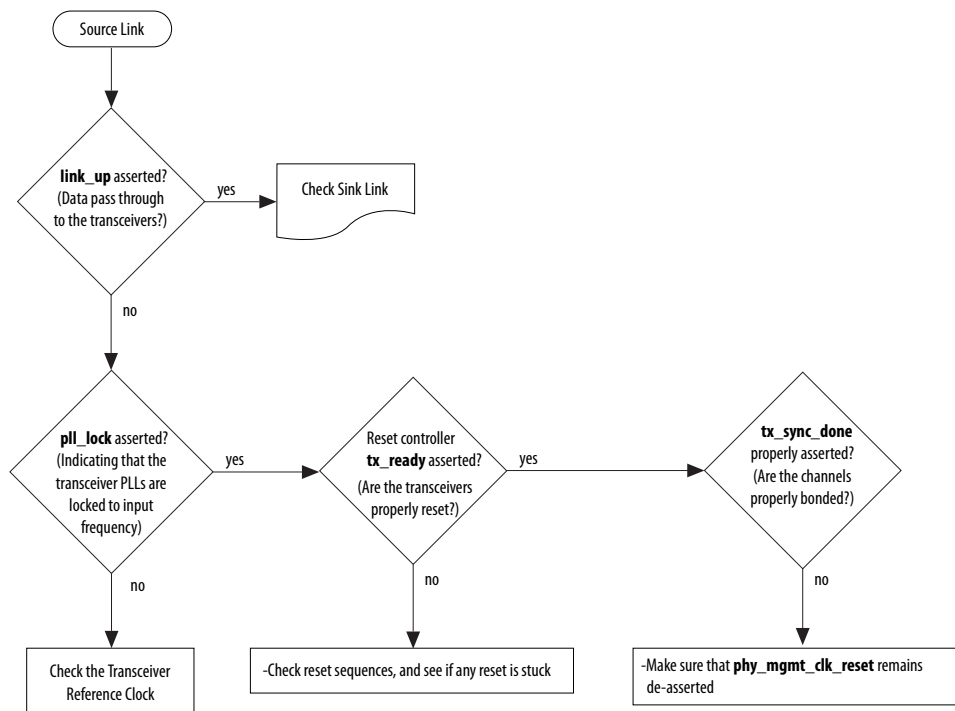 Source Link
link_up asserted?
(Data pass through
to the transceivers?)
yes
Check Sink Link
no
pll_lock asserted?
(Indicating that the
transceiver PLLs are
locked to input
frequency)
yes
Reset controller
tx_ready asserted?
(Are the transceivers
properly reset?)
yes
tx_sync_done
properly asserted?
(Are the channels
properly bonded?)
no
no
no
Check the Transceiver
Reference Clock
-Check reset sequences, and see if any reset is stuck
-Make sure that phy_mgmt_clk_reset remains
de-asserted